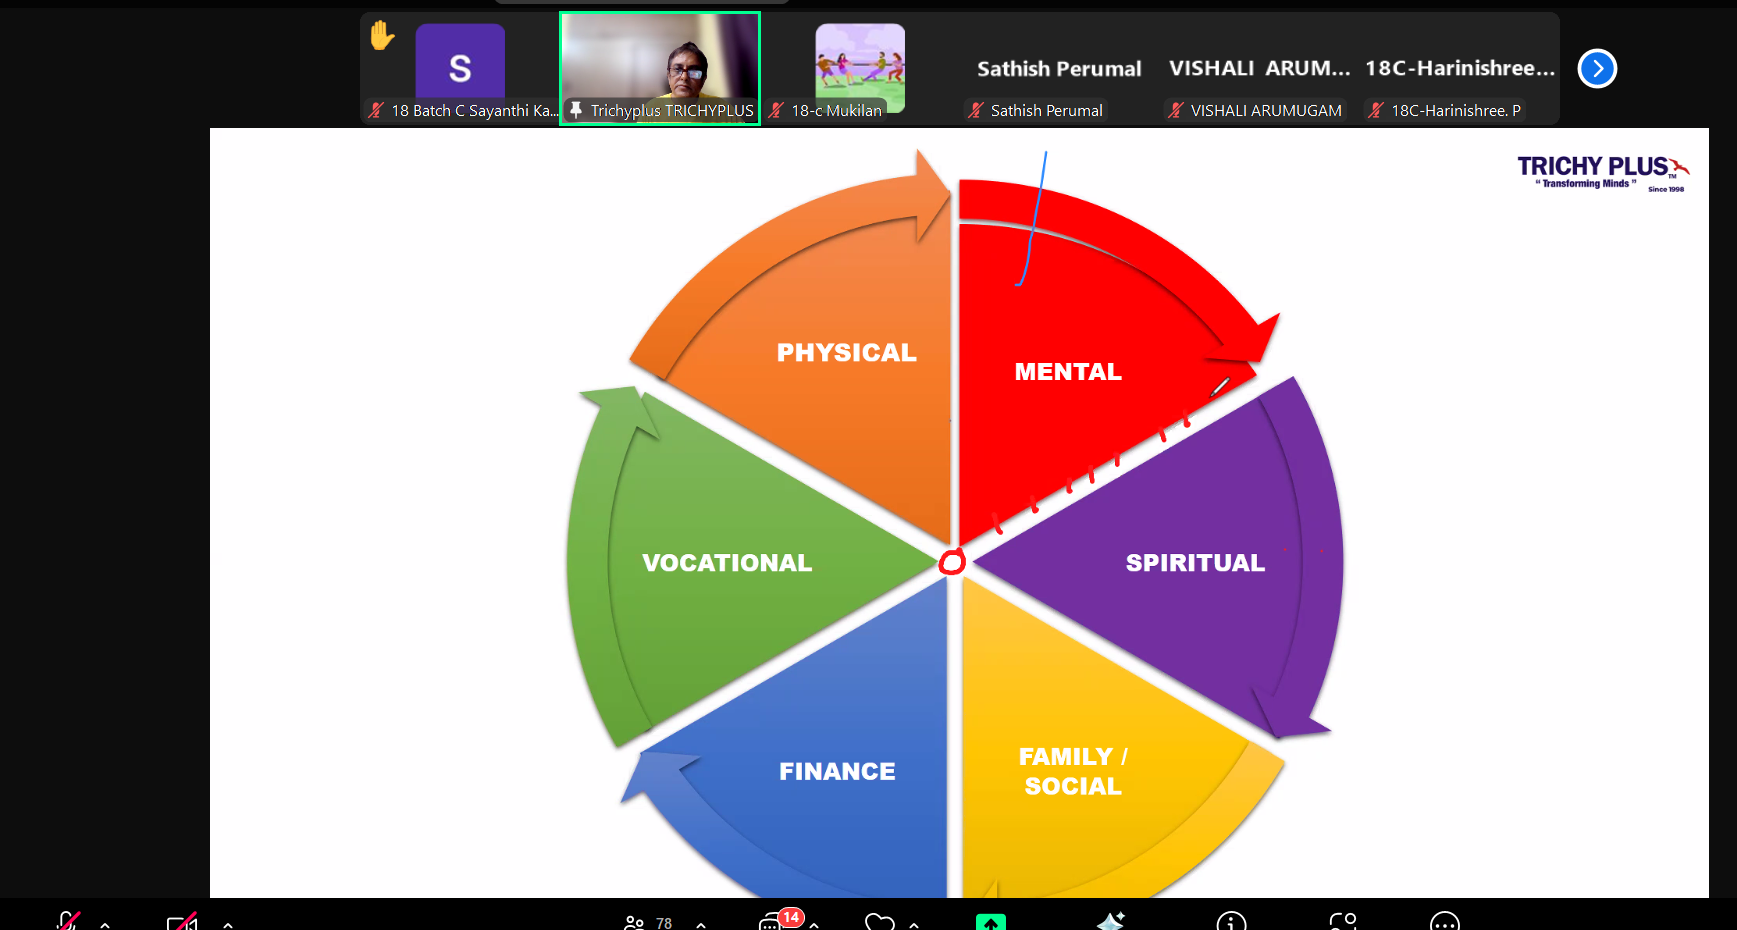 S
18 Batch C Sayanthi Ka...
Trichyplus TRICHYPLUS
18-c Mukilan
Sathish Perumal
Sathish Perumal
VISHALI ARUM...
VISHALI ARUMUGAM
18C-Harinishree...
18C-Harinishree. P
TRICHY PLUS TM
"Transforming Minds"
Since 1998
PHYSICAL
MENTAL
VOCATIONAL
SPIRITUAL
FINANCE
FAMILY /
SOCIAL
78
14